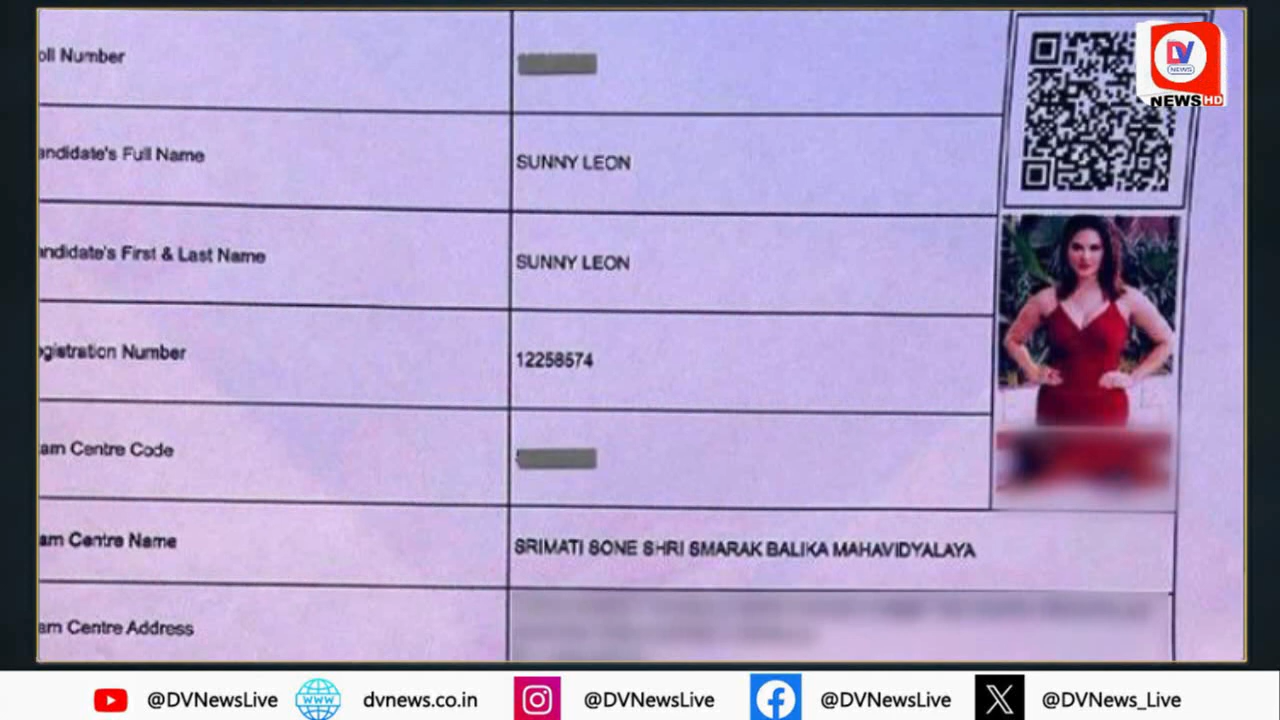 oll Number
andidate's Full Name
SUNNY LEON
andidate's First & Last Name
SUNNY LEON
gistration Number
12258574
am Centre Code
am Centre Name
SRIMATI SONE SHRI SMARAK BALIKA MAHAVIDYALAYA
am Centre Address
DV
NEWS
NEWS HD
@DVNewsLive
www
dvnews.co.in
@DVNewsLive
@DVNewsLive
@DVNews_Live